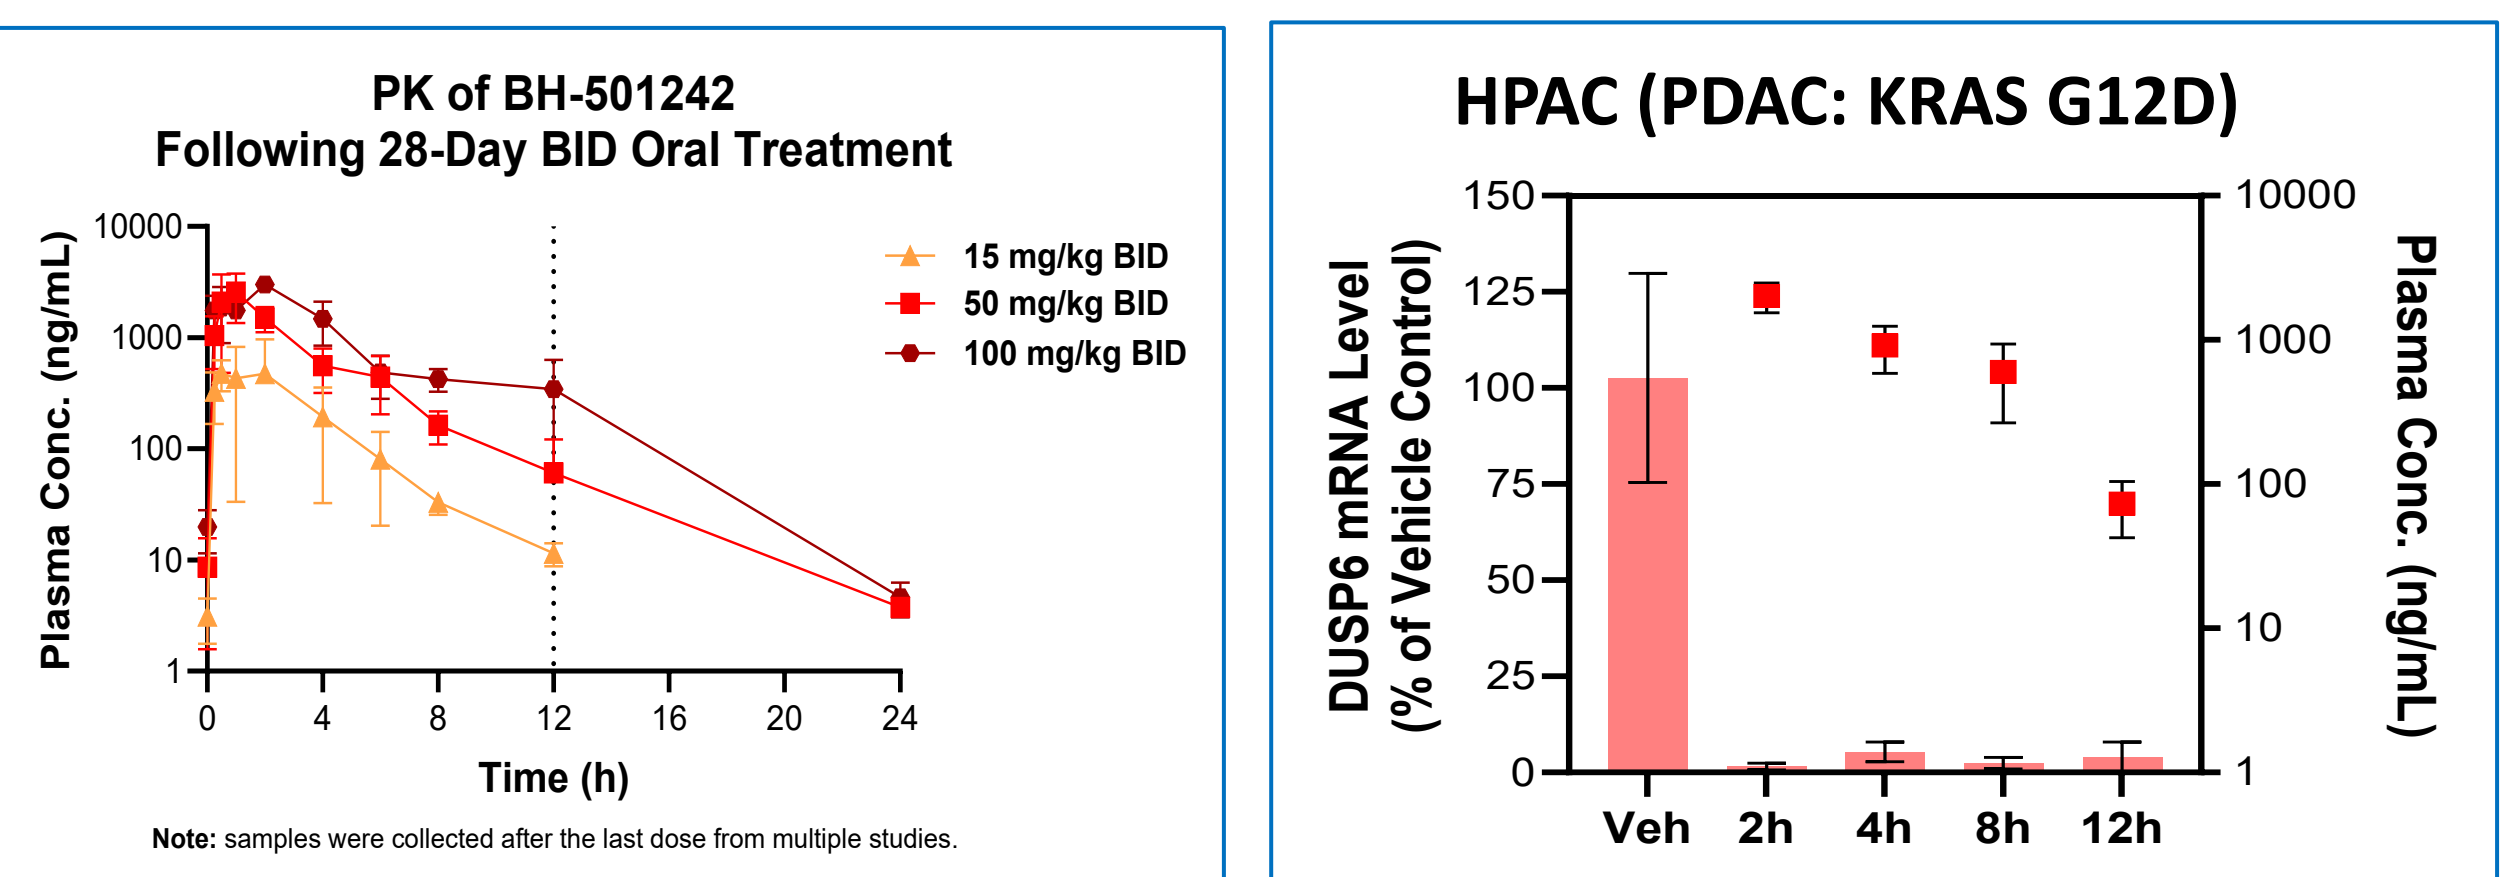 PK of BH-501242
Following 28-Day BID Oral Treatment
Plasma Conc. (ng/mL)
10000
1000
100
10
1
0 4 8 12 16 20 24
Time (h)
15 mg/kg BID
50 mg/kg BID
100 mg/kg BID
Note: samples were collected after the last dose from multiple studies.
HPAC (PDAC: KRAS G12D)
DUSP6 mRNA Level
(% of Vehicle Control)
150
125
100
75
50
25
0
Veh 2h 4h 8h 12h
10000
1000
100
10
1
Plasma Conc. (ng/mL)